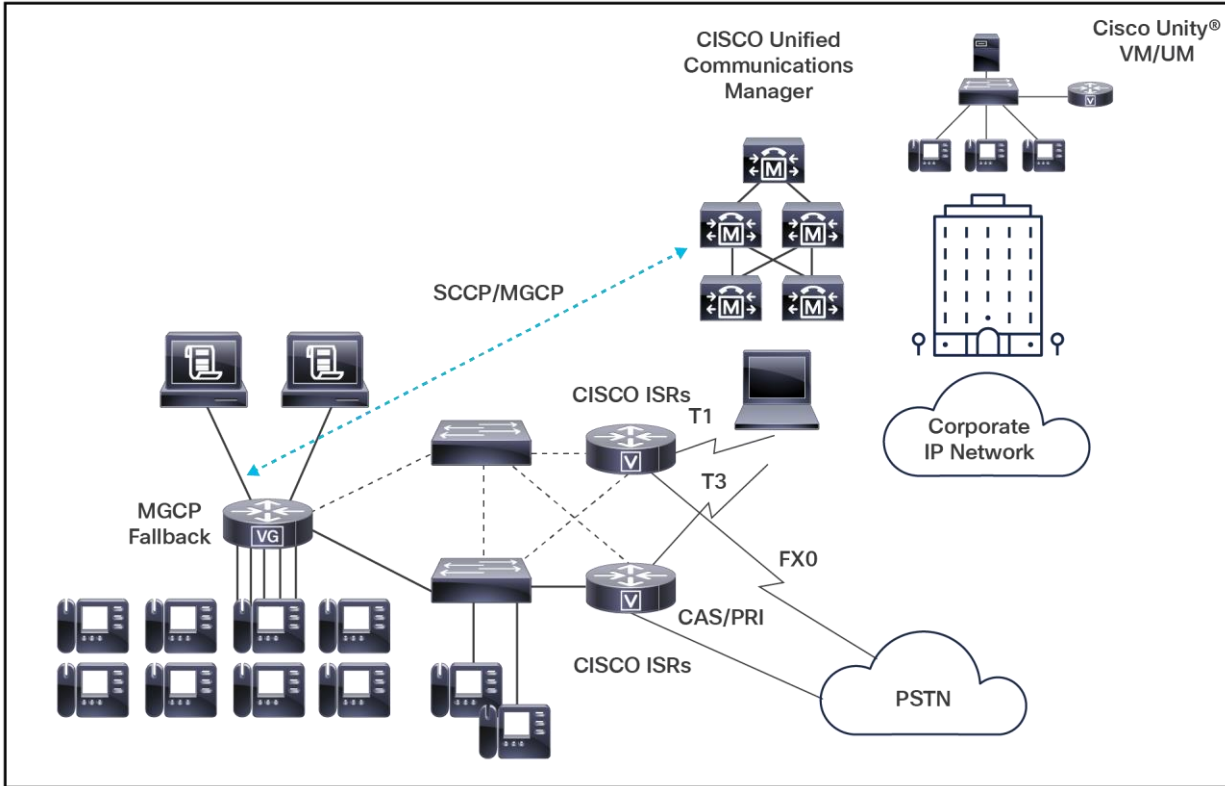 CISCO Unified
Communications
Manager
Cisco Unity®
VM/UM
V
M
M
M
M
M
SCCP/MGCP
CISCO ISRs
T1
V
Corporate
IP Network
T3
MGCP
Fallback
VG
FX0
V
CAS/PRI
CISCO ISRs
PSTN